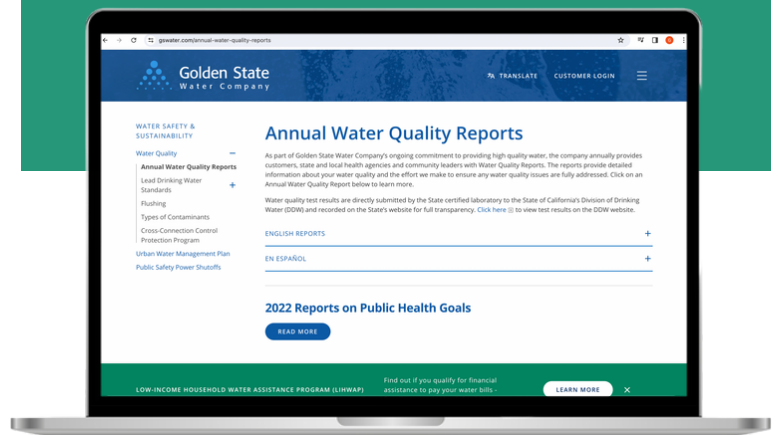 gswater.com/annual-water-quality-reports
Golden State
Water Company
TRANSLATE
CUSTOMER LOGIN
WATER SAFETY &
SUSTAINABILITY
Water Quality
Annual Water Quality Reports
Lead Drinking Water
Standards
Flushing
Types of Contaminants
Cross-Connection Control
Protection Program
Urban Water Management Plan
Public Safety Power Shutoffs
Annual Water Quality Reports
As part of Golden State Water Company's ongoing commitment to providing high quality water, the company annually provides
customers, state and local health agencies and community leaders with Water Quality Reports. The reports provide detailed
information about your water quality and the effort we make to ensure any water quality issues are fully addressed. Click on an
Annual Water Quality Report below to learn more.
Water quality test results are directly submitted by the State certified laboratory to the State of California's Division of Drinking
Water (DDW) and recorded on the State's website for full transparency. Click here to view test results on the DDW website.
ENGLISH REPORTS
EN ESPAÑOL
2022 Reports on Public Health Goals
READ MORE
LOW-INCOME HOUSEHOLD WATER ASSISTANCE PROGRAM (LIHWAP)
Find out if you qualify for financial
assistance to pay your water bills -
LEARN MORE